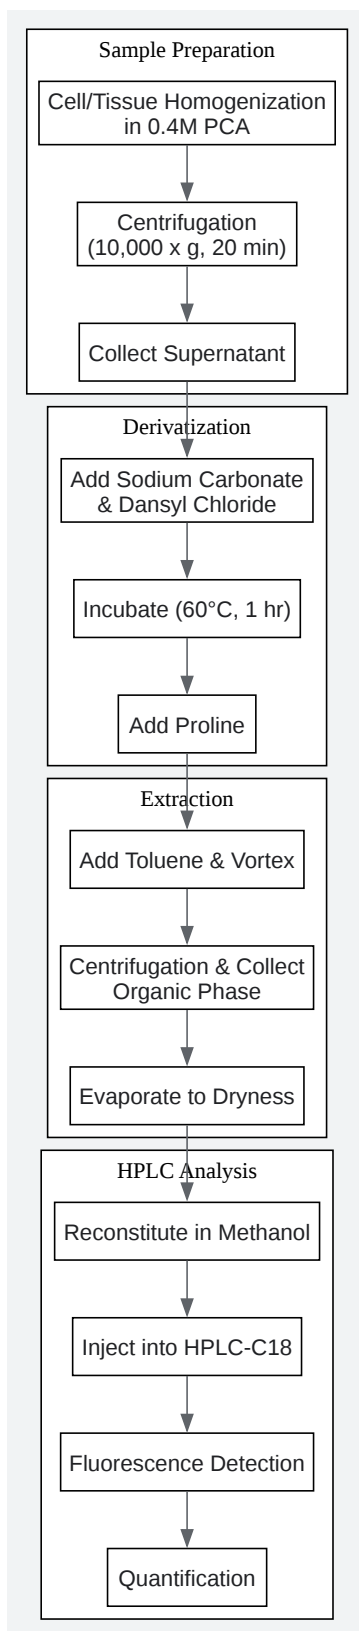 Sample Preparation
Cell/Tissue Homogenization
in 0.4M PCA
Centrifugation
(10,000 x g, 20 min)
Collect Supernatant
Derivatization
Add Sodium Carbonate
& Dansyl Chloride
Incubate (60°C, 1 hr)
Add Proline
Extraction
Add Toluene & Vortex
Centrifugation & Collect
Organic Phase
Evaporate to Dryness
HPLC Analysis
Reconstitute in Methanol
Inject into HPLC-C18
Fluorescence Detection
Quantification